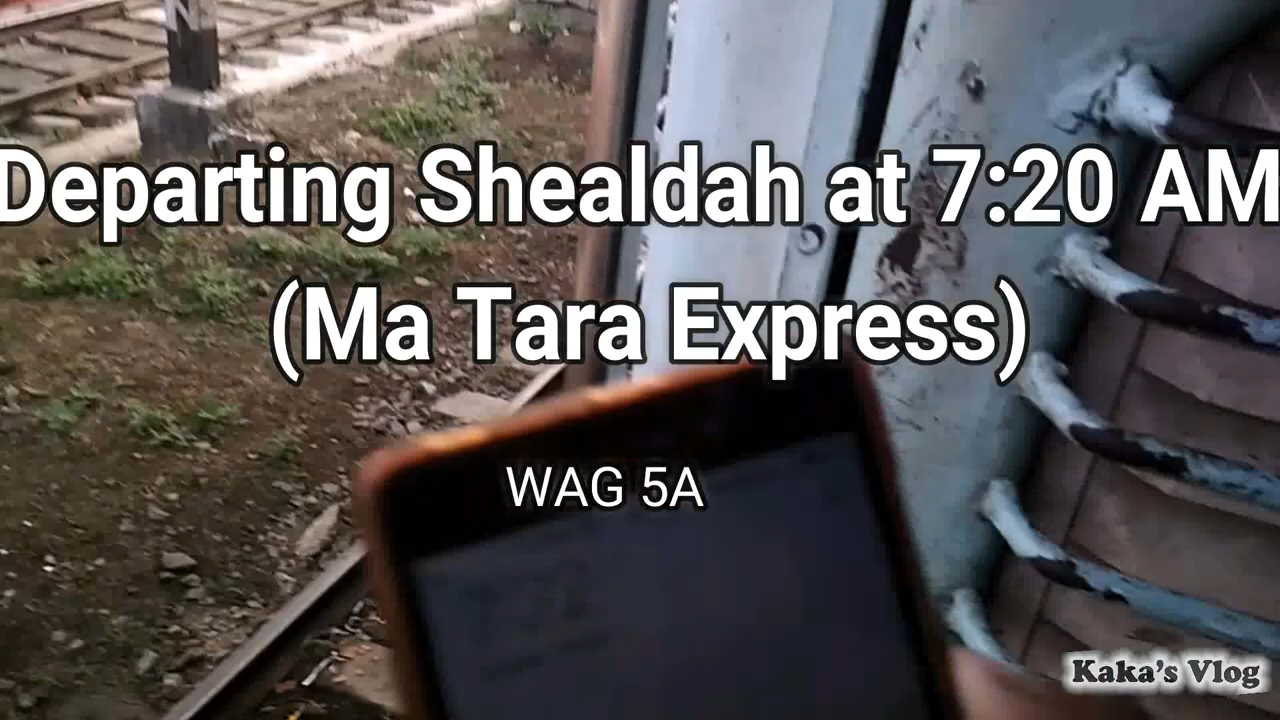 N
Departing Shealdah at 7:20 AM
(Ma Tara Express)
WAG 5A
Kaka's Vlog